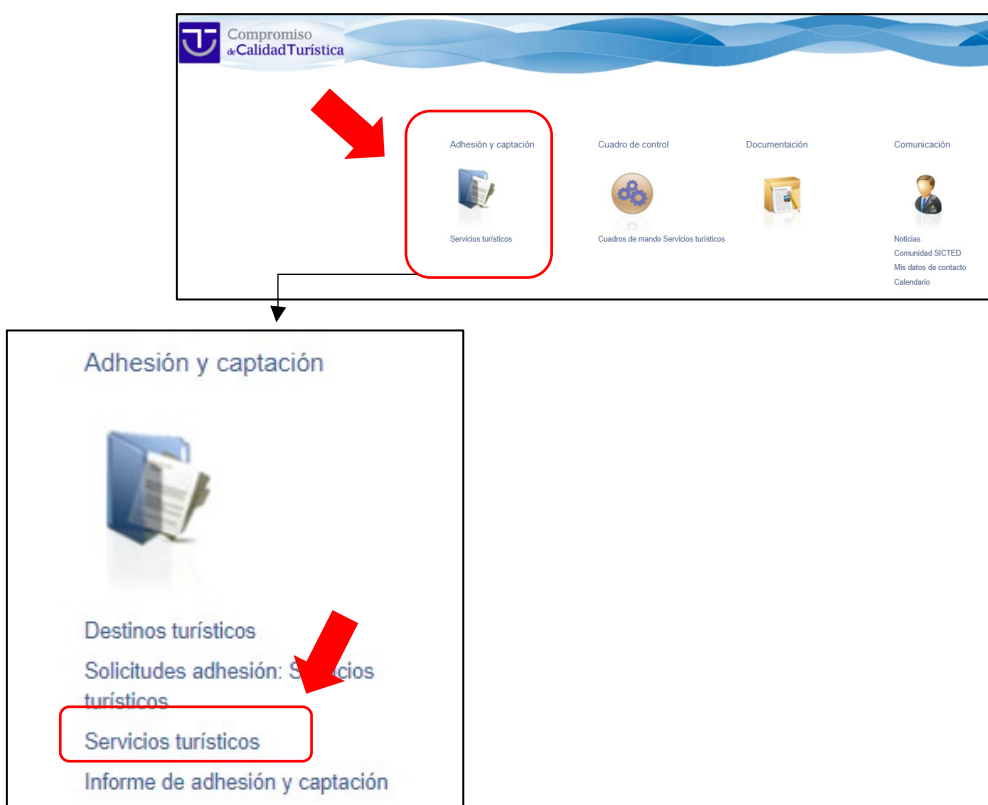 Compromiso
de Calidad Turística
Adhesión y captación
Cuadro de control
Documentación
Comunicación
Servicios turísticos
Cuadros de mando Servicios turísticos
Noticias
Comunidad SICTED
Mis datos de contacto
Calendario
Adhesión y captación
Destinos turísticos
Solicitudes adhesión:
turísticos
Servicios turísticos
Informe de adhesión y captación